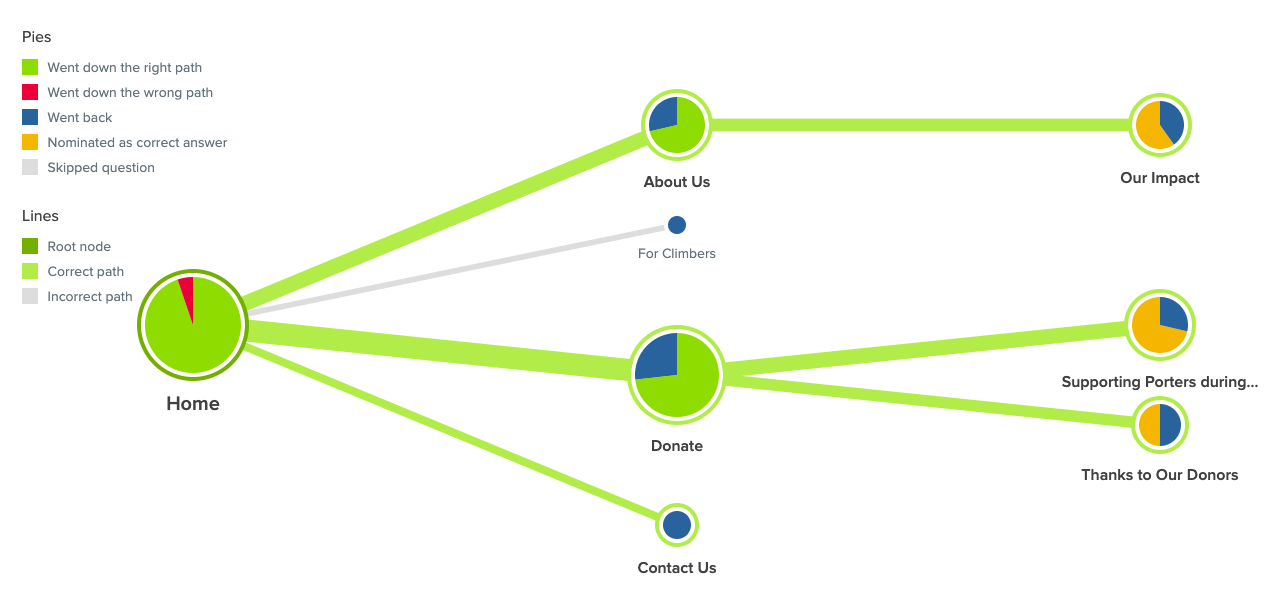 Pies
Went down the right path
Went down the wrong path
Went back
Nominated as correct answer
Skipped question
Lines
Root node
Correct path
Incorrect path
Home
About Us
For Climbers
Donate
Contact Us
Our Impact
Supporting Porters during...
Thanks to Our Donors